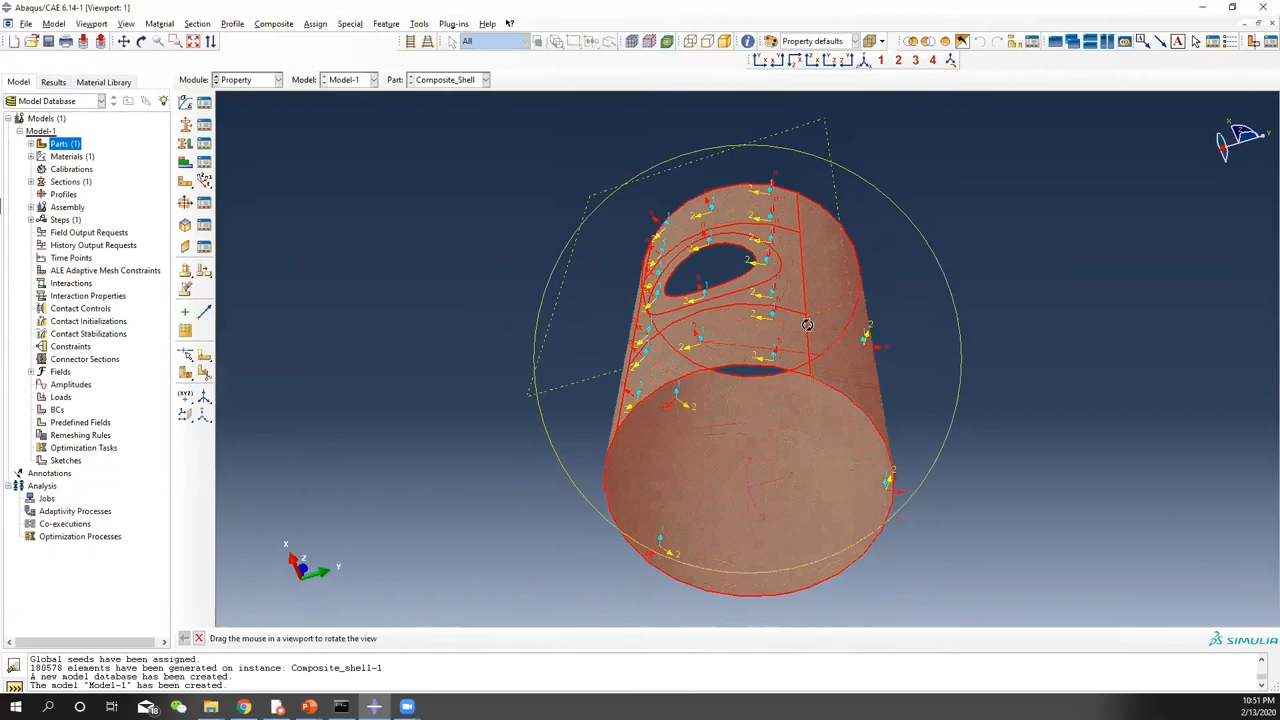 Abaqus/CAE 6.14-1 [Viewport: 1]
File Model Viewport View Material Section Profile Composite Assign Special Feature Tools Plug-ins Help
All Property defaults
1 2 3 4
Model Results Material Library Module: Property Model: Model-1 Part: Composite_Shell
Model Database
Models (1)
Model-1
Parts (1)
Materials (1)
Calibrations
Sections (1)
Profiles
Assembly
Steps (1)
Field Output Requests
History Output Requests
Time Points
ALE Adaptive Mesh Constraints
Interactions
Interaction Properties
Contact Controls
Contact Initializations
Contact Stabilizations
Constraints
Connector Sections
Fields
Amplitudes
Loads
BCs
Predefined Fields
Remeshing Rules
Optimization Tasks
Sketches
Annotations
Analysis
Jobs
Adaptivity Processes
Co-executions
Optimization Processes
X
Y
Z
Drag the mouse in a viewport to rotate the view
SIMULIA
Global seeds have been assigned.
180578 elements have been generated on instance: Composite_shell-1
A new model database has been created.
The model "Model-1" has been created.
10:51 PM
2/13/2020